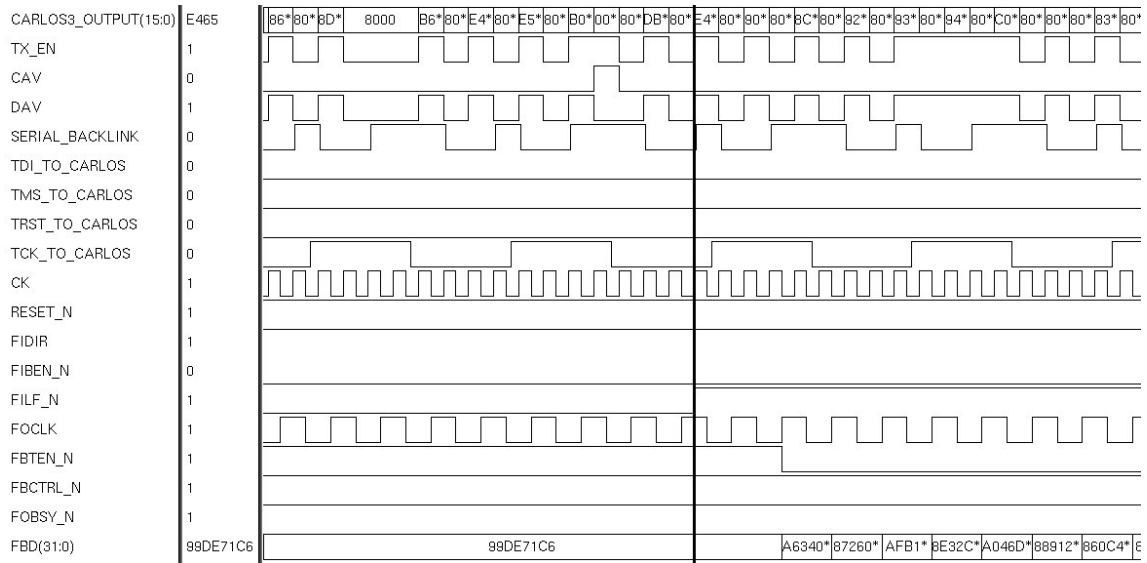 CARLOS3_OUTPUT(15:0) E465 86* 80* 8D* 8000 B6* 80* E4* 80* E5* 80* B0* 00* 80* DB* 80* E4* 80* 90* 80* 8C* 80* 92* 80* 93* 80* 94* 80* C0* 80* 80* 80* 83* 80*
TX_EN 1
CAV 0
DAV 1
SERIAL_BACKLINK 0
TDI_TO_CARLOS 0
TMS_TO_CARLOS 0
TRST_TO_CARLOS 0
TCK_TO_CARLOS 0
CK 1
RESET_N 1
FIDIR 1
FIBEN_N 0
FILF_N 1
FOCLK 1
FBTEN_N 1
FBCTRL_N 1
FOBSY_N 1
FBD(31:0) 99DE71C6 99DE71C6 A6340* 87260* AFB1* 8E32C* A046D* 88912* 860C4* 8